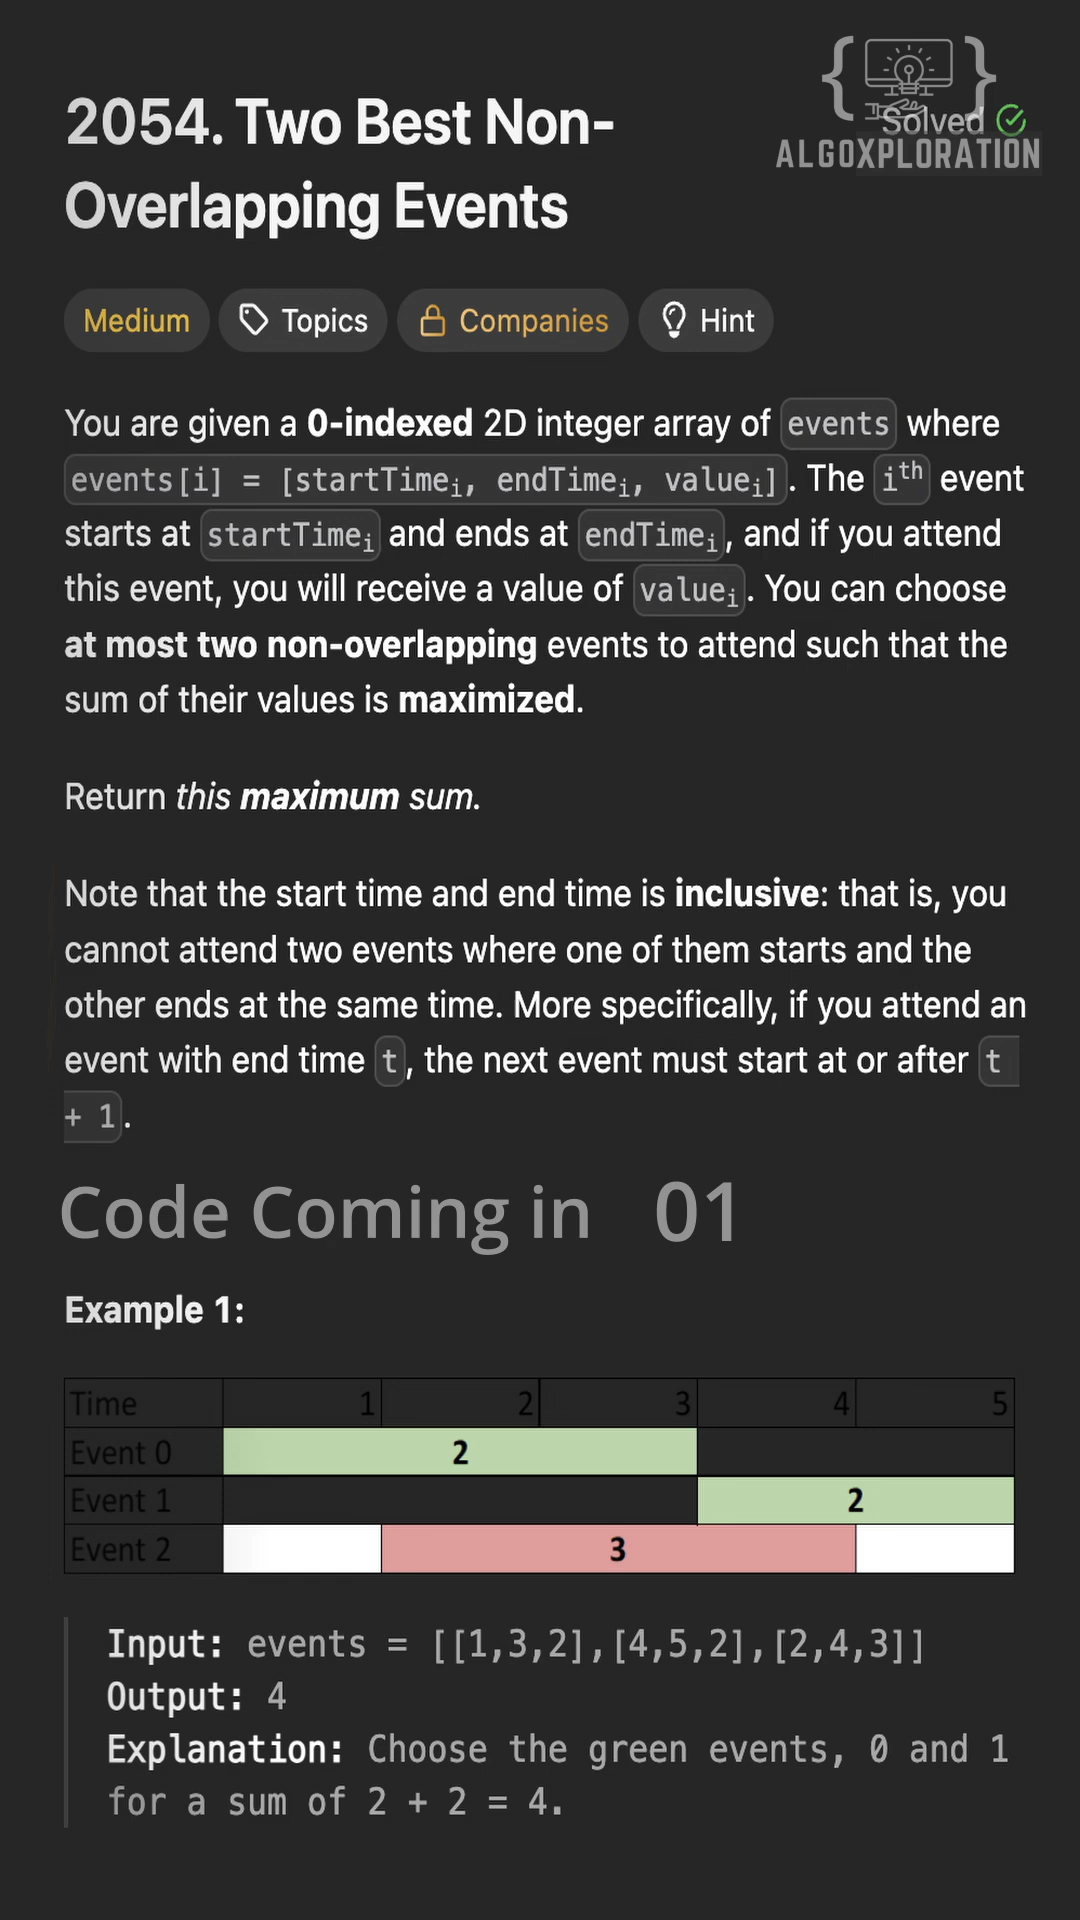 2054. Two Best Non-
Overlapping Events
Solved
ALGOXPLORATION
Medium
Topics
Companies
Hint
You are given a 0-indexed 2D integer array of events where
events[i] = [startTimeᵢ, endTimeᵢ, valueᵢ]. The iᵗʰ event
starts at startTimeᵢ and ends at endTimeᵢ, and if you attend
this event, you will receive a value of valueᵢ. You can choose
at most two non-overlapping events to attend such that the
sum of their values is maximized.
Return this maximum sum.
Note that the start time and end time is inclusive: that is, you
cannot attend two events where one of them starts and the
other ends at the same time. More specifically, if you attend an
event with end time t, the next event must start at or after t
+ 1.
Code Coming in 01
Example 1:
Time 1 2 3 4 5
Event 0 2
Event 1 2
Event 2 3
Input: events = [[1,3,2],[4,5,2],[2,4,3]]
Output: 4
Explanation: Choose the green events, 0 and 1
for a sum of 2 + 2 = 4.